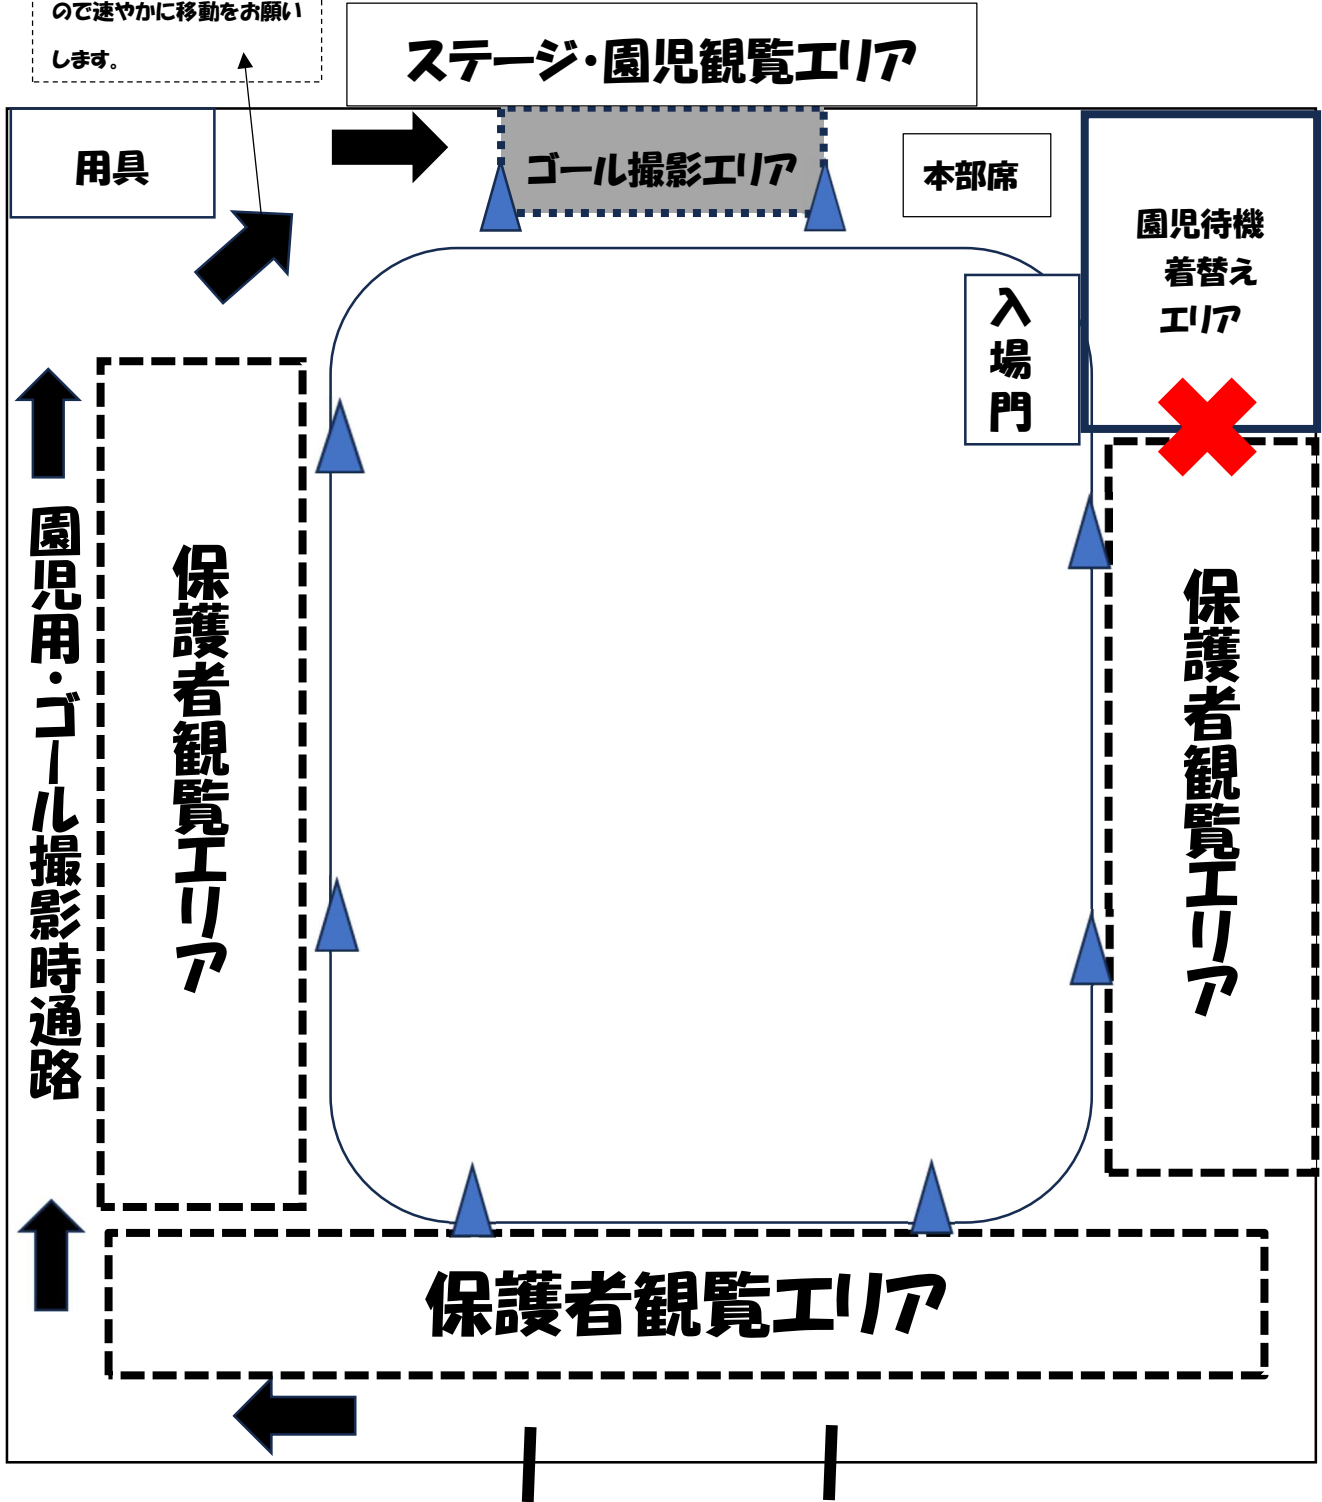 ので速やかに移動をお願い
します。
ステージ・園児観覧エリア
用具
ゴール撮影エリア
本部席
園児待機
着替え
エリア
入場門
園児用・ゴール撮影時通路
保護者観覧エリア
保護者観覧エリア
保護者観覧エリア